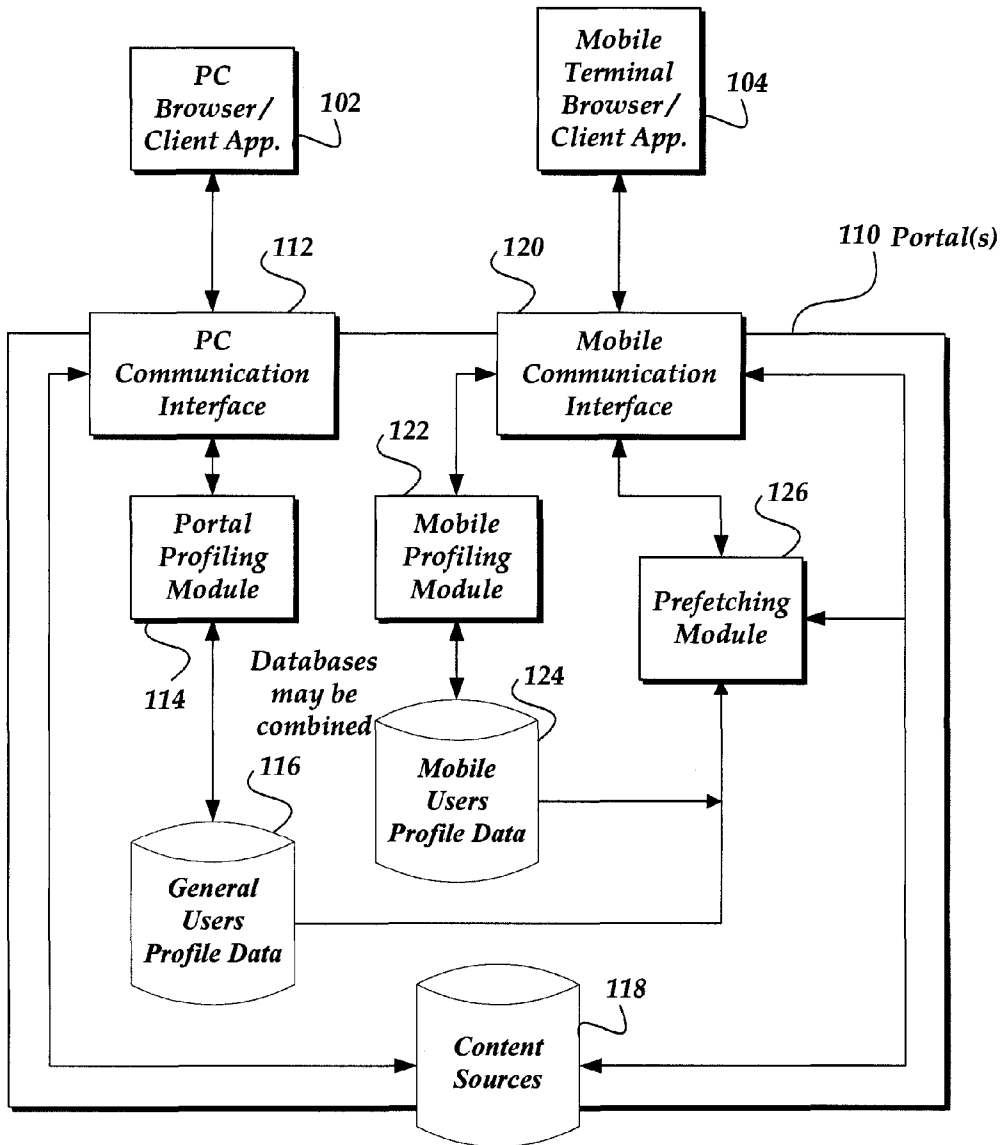 PC
Browser/
Client App.
102
Mobile
Terminal
Browser/
Client App.
104
112
120
110 Portal(s)
PC
Communication
Interface
Mobile
Communication
Interface
122
126
Portal
Profiling
Module
Mobile
Profiling
Module
Prefetching
Module
114
Databases
may be
combined
124
116
Mobile
Users
Profile Data
General
Users
Profile Data
118
Content
Sources